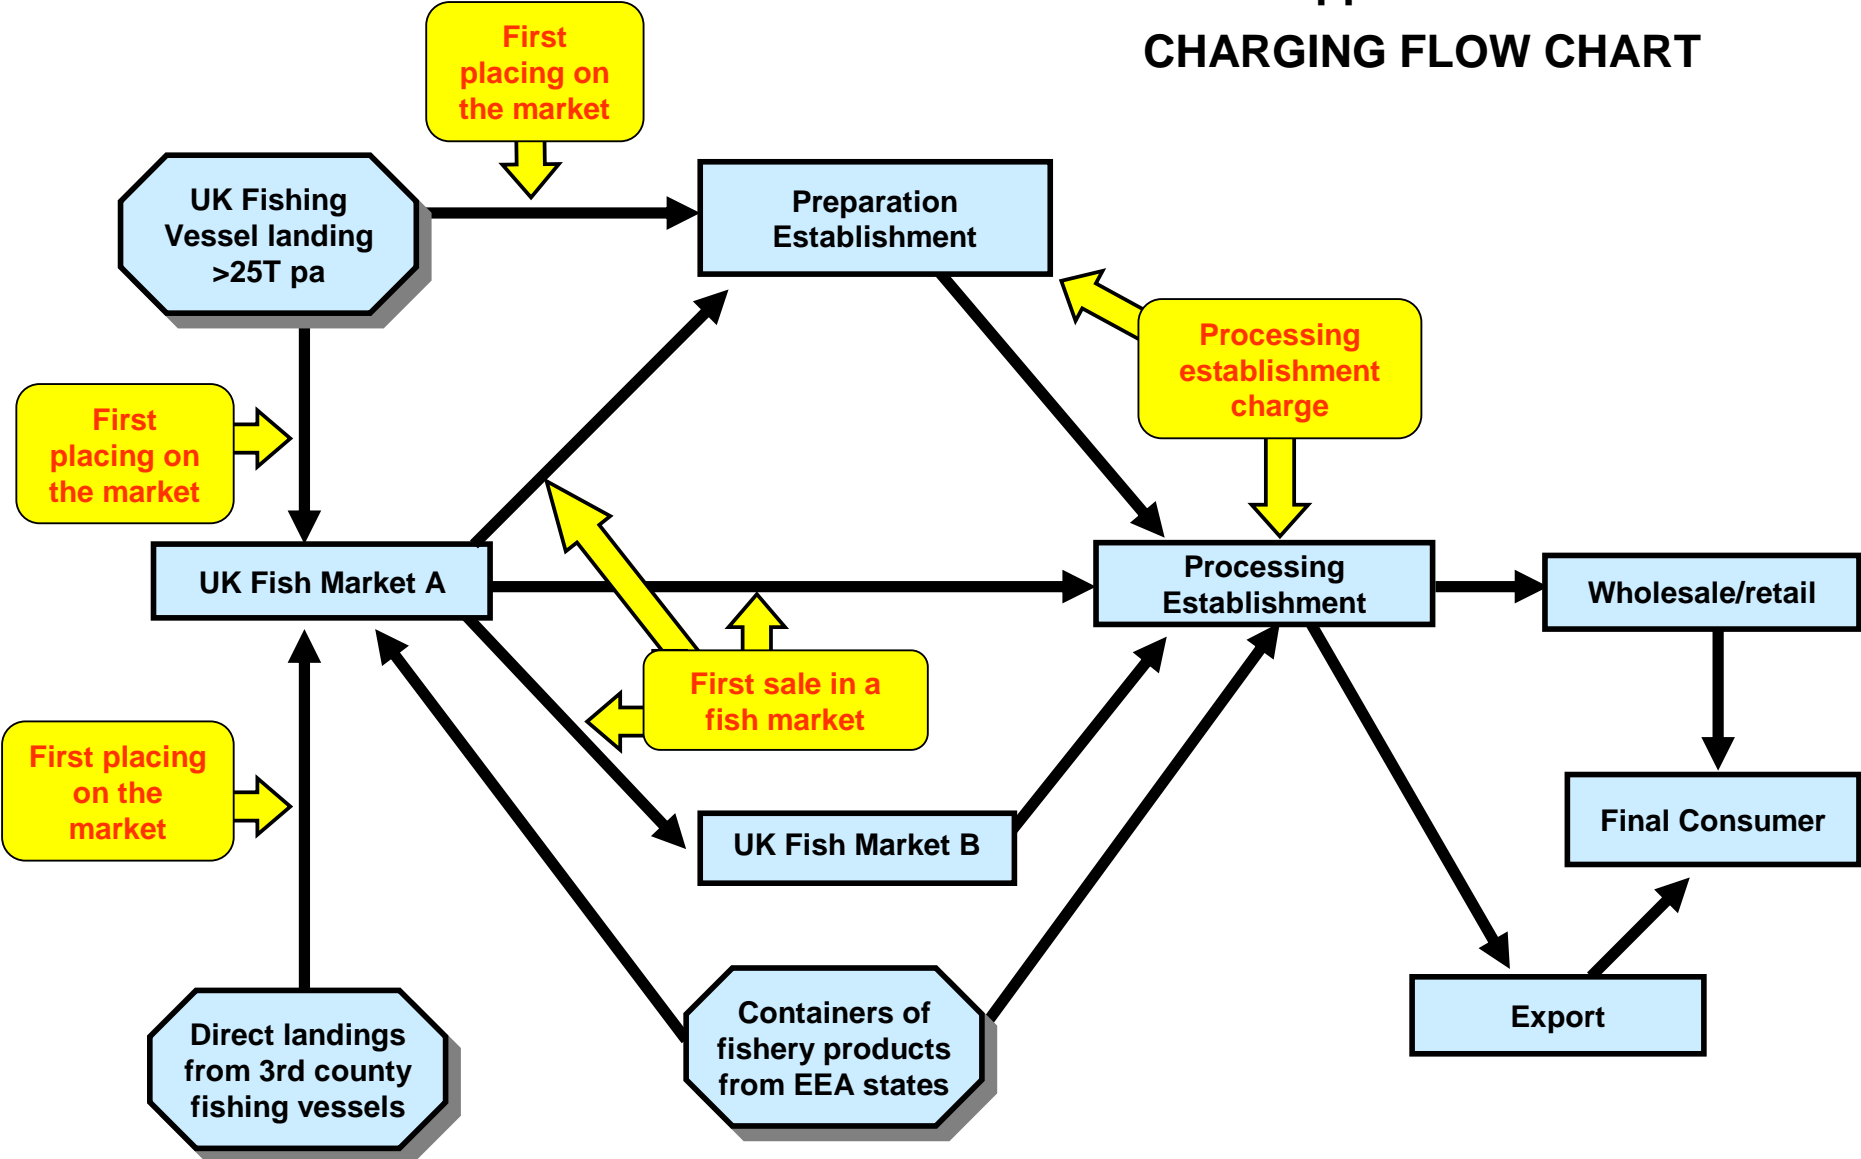 CHARGING FLOW CHART
First
placing on
the market
UK Fishing
Vessel landing
>25T pa
Preparation
Establishment
Processing
establishment
charge
First
placing on
the market
UK Fish Market A
Processing
Establishment
Wholesale/retail
First sale in a
fish market
First placing
on the
market
UK Fish Market B
Final Consumer
Containers of
fishery products
from EEA states
Export
Direct landings
from 3rd county
fishing vessels